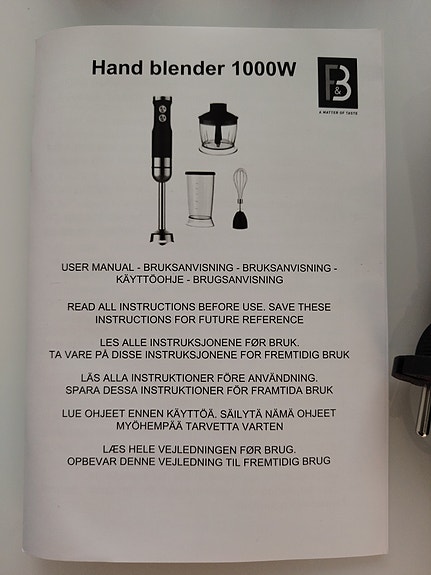 Hand blender 1000W
F&B
A MATTER OF TASTE
USER MANUAL - BRUKSANVISNING - BRUKSANVISNING -
KÄYTTÖOHJE - BRUGSANVISNING
READ ALL INSTRUCTIONS BEFORE USE. SAVE THESE
INSTRUCTIONS FOR FUTURE REFERENCE
LES ALLE INSTRUKSJONENE FØR BRUK.
TA VARE PÅ DISSE INSTRUKSJONENE FOR FREMTIDIG BRUK
LÄS ALLA INSTRUKTIONER FÖRE ANVÄNDNING.
SPARA DESSA INSTRUKTIONER FÖR FRAMTIDA BRUK
LUE OHJEET ENNEN KÄYTTÖÄ. SÄILYTÄ NÄMÄ OHJEET
MYÖHEMPÄÄ TARVETTA VARTEN
LÆS HELE VEJLEDNINGEN FØR BRUG.
OPBEVAR DENNE VEJLEDNING TIL FREMTIDIG BRUG